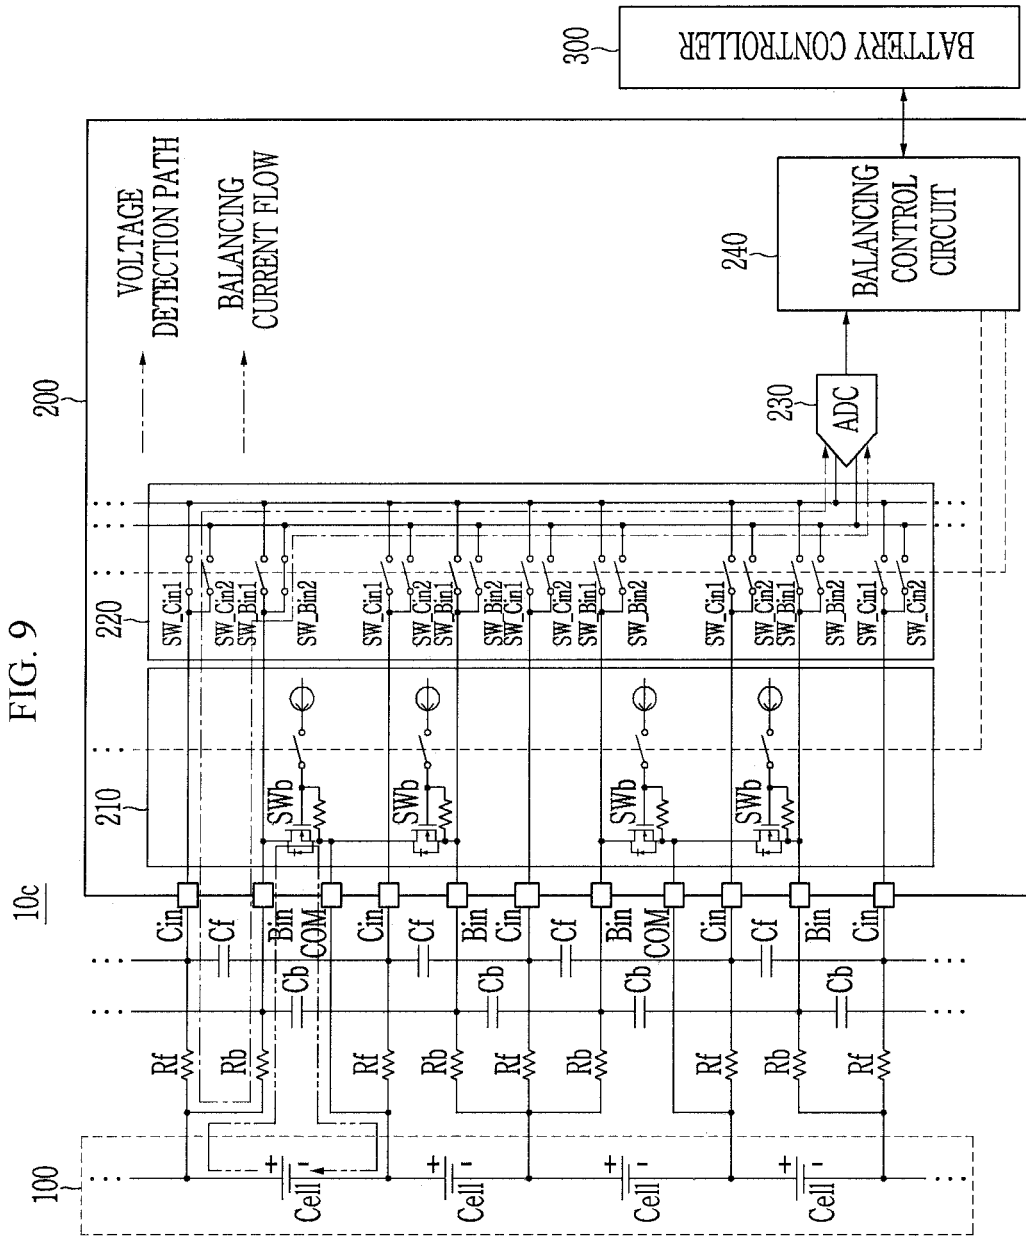 FIG. 9
10c
100
200
210
220
230
240
300
VOLTAGE
DETECTION PATH
BALANCING
CURRENT FLOW
BATTERY CONTROLLER
BALANCING
CONTROL
CIRCUIT
ADC
SW_Cin1
SW_Cin2
SW_Bin1
SW_Bin2
SW_Cin1
SW_Cin2
SW_Bin1
SW_Bin2
SW_Cin1
SW_Cin2
SW_Bin1
SW_Bin2
SW_Cin1
SW_Cin2
SW_Bin1
SW_Bin2
SW_Cin1
SW_Cin2
SWb
SWb
SWb
SWb
Cin
Bin
COM
Cin
Bin
Cin
Bin
COM
Cin
Bin
Cin
Cf
Cf
Cf
Cf
Cb
Cb
Cb
Cb
Rf
Rb
Rf
Rb
Rf
Rb
Rf
Rb
Rf
+ -
+ -
+ -
+ -
Cell
Cell
Cell
Cell